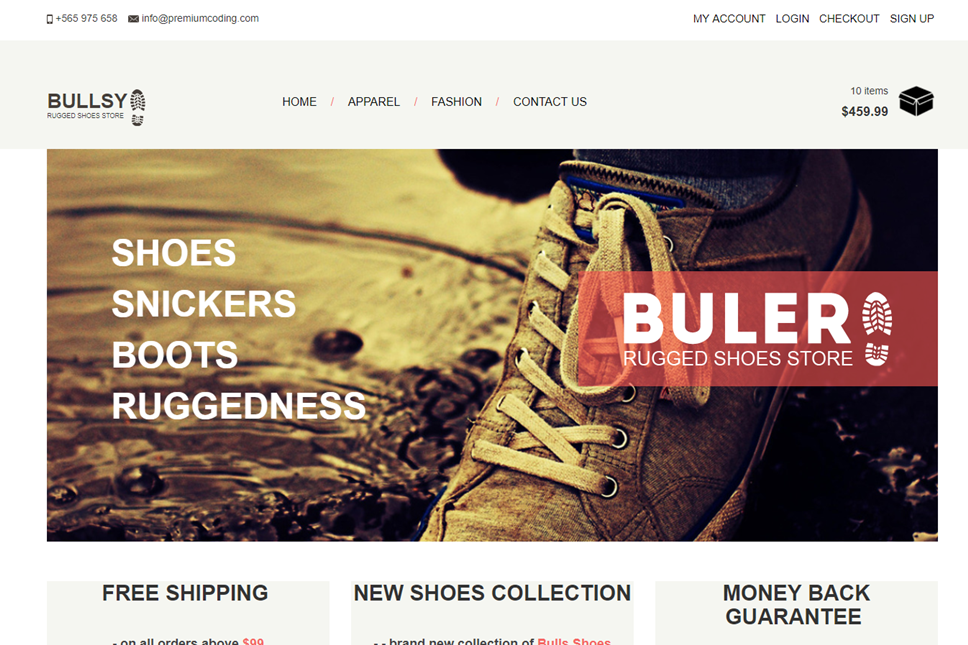 +565 975 658 info@premiumcoding.com MY ACCOUNT LOGIN CHECKOUT SIGN UP
BULLSY
RUGGED SHOES STORE
HOME / APPAREL / FASHION / CONTACT US
10 items
$459.99
SHOES
SNICKERS
BOOTS
RUGGEDNESS
BULER
RUGGED SHOES STORE
FREE SHIPPING
- on all orders above $99
NEW SHOES COLLECTION
- - brand new collection of Bulls Shoes
MONEY BACK
GUARANTEE